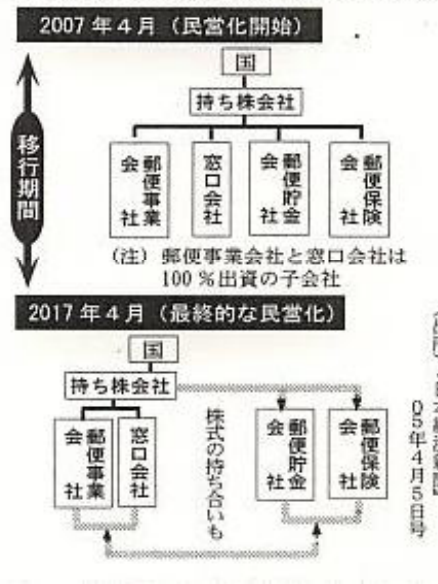 2007年4月（民営化開始）
国
持ち株会社
移行期間
郵便事業会社
窓口会社
郵便貯金会社
郵便保険会社
（注）郵便事業会社と窓口会社は
100％出資の子会社
2017年4月（最終的な民営化）
国
持ち株会社
郵便事業会社
窓口会社
株式の持ち合いも
郵便貯金会社
郵便保険会社
05年4月5日号